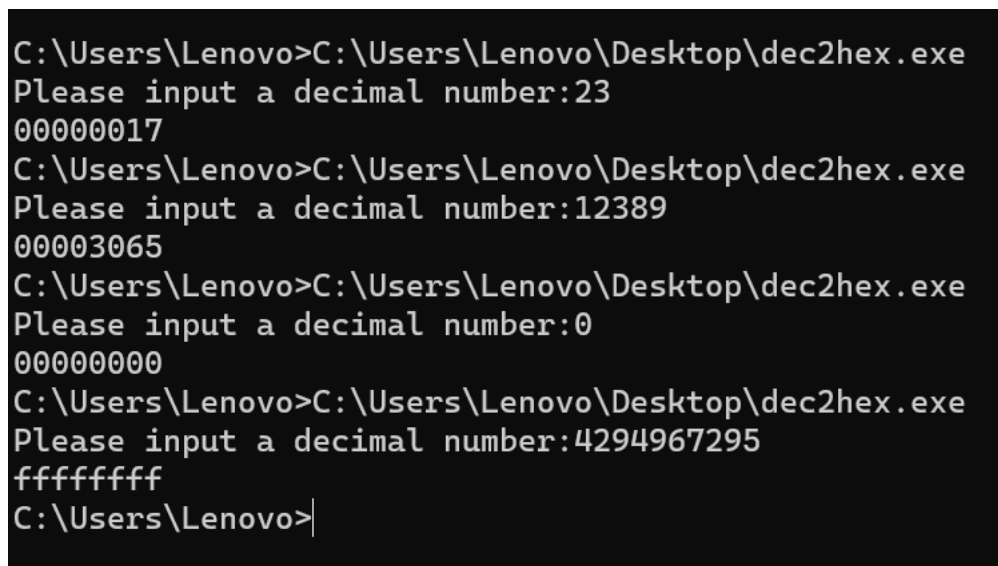 C:\Users\Lenovo>C:\Users\Lenovo\Desktop\dec2hex.exe
Please input a decimal number:23
00000017
C:\Users\Lenovo>C:\Users\Lenovo\Desktop\dec2hex.exe
Please input a decimal number:12389
00003065
C:\Users\Lenovo>C:\Users\Lenovo\Desktop\dec2hex.exe
Please input a decimal number:0
00000000
C:\Users\Lenovo>C:\Users\Lenovo\Desktop\dec2hex.exe
Please input a decimal number:4294967295
ffffffff
C:\Users\Lenovo>